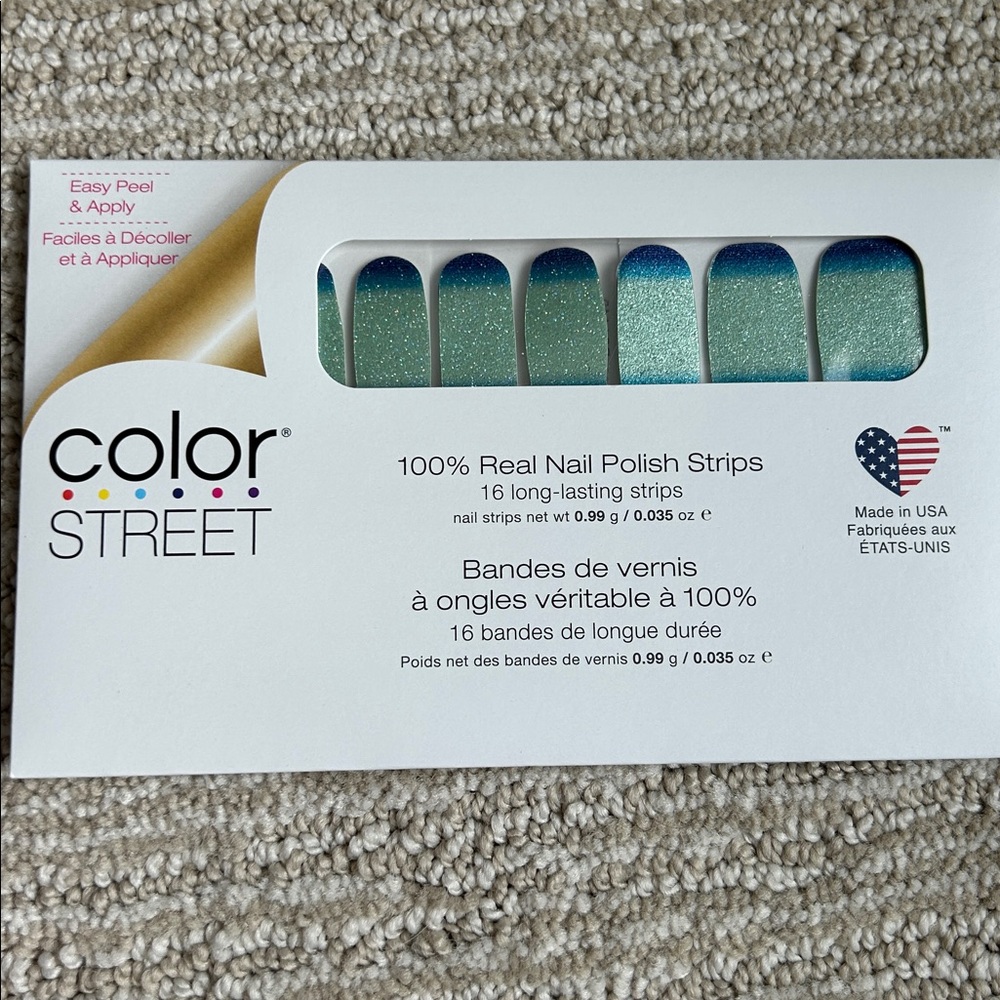 Easy Peel
& Apply
Faciles à Décoller
et à Appliquer
color®
STREET
100% Real Nail Polish Strips
16 long-lasting strips
nail strips net wt 0.99 g / 0.035 oz ℮
Bandes de vernis
à ongles véritable à 100%
16 bandes de longue durée
Poids net des bandes de vernis 0.99 g / 0.035 oz ℮
™
Made in USA
Fabriquées aux
ÉTATS-UNIS